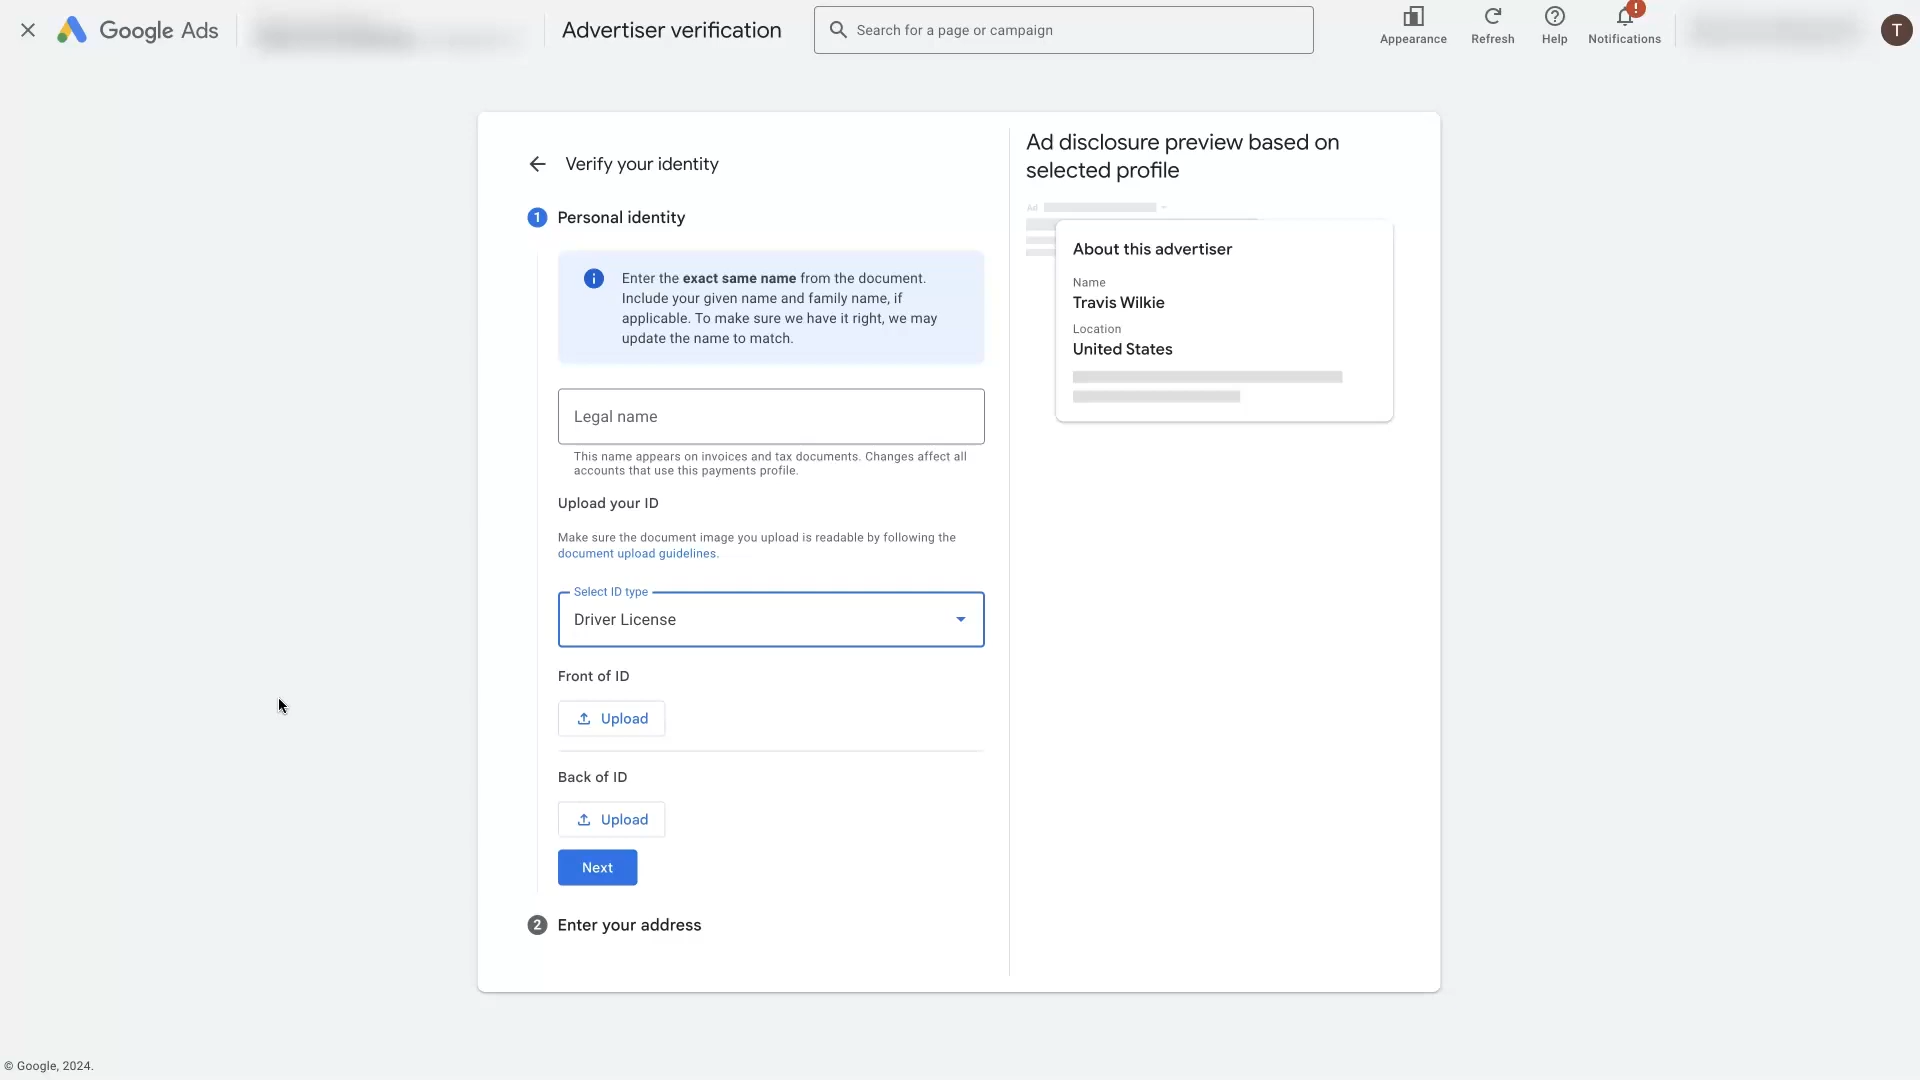 Google Ads
Advertiser verification
Search for a page or campaign
Appearance
Refresh
Help
!
Notifications
T
Verify your identity
1 Personal identity
Enter the exact same name from the document.
Include your given name and family name, if
applicable. To make sure we have it right, we may
update the name to match.
Legal name
This name appears on invoices and tax documents. Changes affect all
accounts that use this payments profile.
Upload your ID
Make sure the document image you upload is readable by following the
document upload guidelines.
Select ID type
Driver License
Front of ID
Upload
Back of ID
Upload
Next
2 Enter your address
Ad disclosure preview based on
selected profile
Ad
About this advertiser
Name
Travis Wilkie
Location
United States
© Google, 2024.